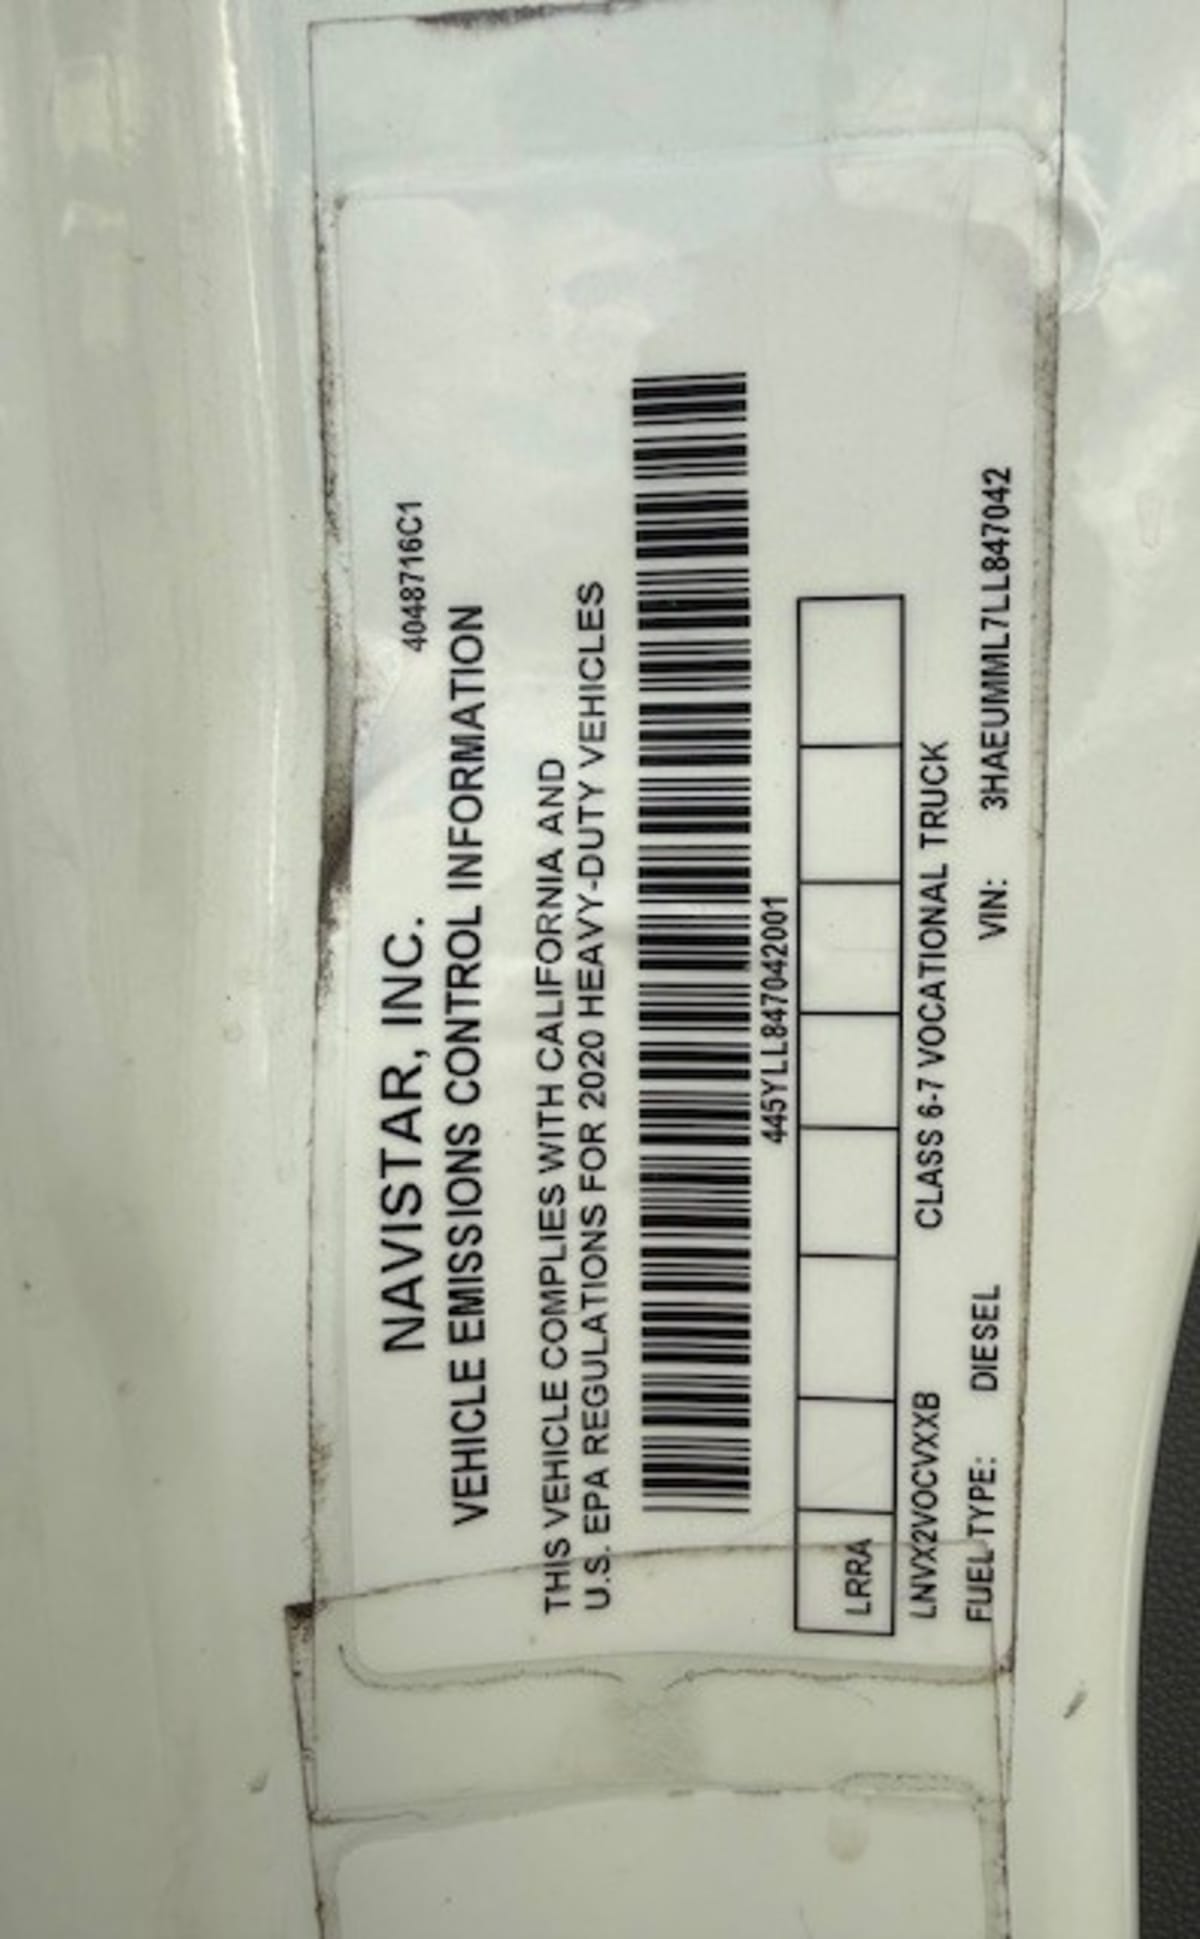 4048716C1
NAVISTAR, INC.
VEHICLE EMISSIONS CONTROL INFORMATION
THIS VEHICLE COMPLIES WITH CALIFORNIA AND
U.S. EPA REGULATIONS FOR 2020 HEAVY-DUTY VEHICLES
445YLL847042001
LRRA
LNVX2VOCVXXB CLASS 6-7 VOCATIONAL TRUCK
FUEL TYPE: DIESEL VIN: 3HAEUMML7LL847042